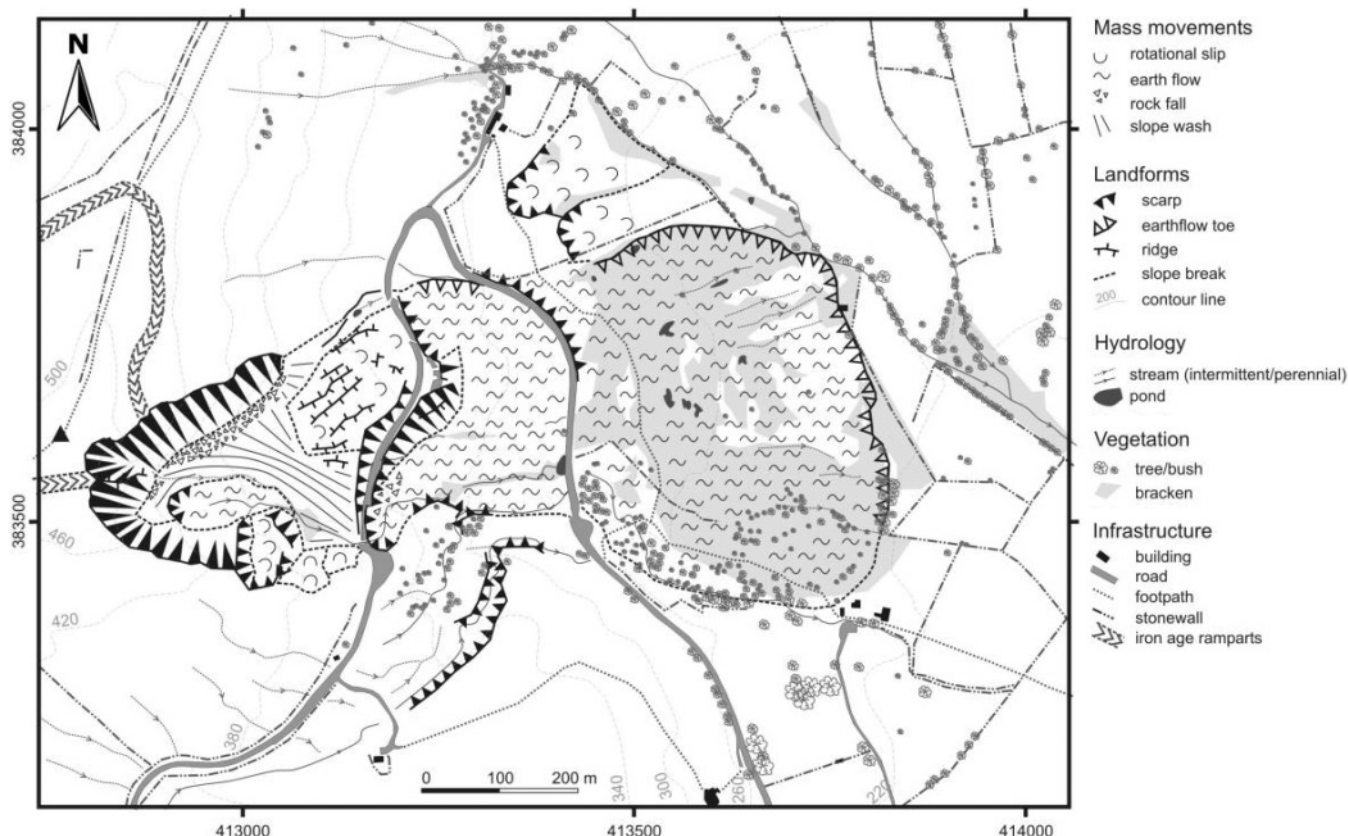 N
384000
383500
413000
413500
414000
500
460
420
380
340
300
260
220
0 100 200 m
Mass movements
rotational slip
earth flow
rock fall
slope wash
Landforms
scarp
earthflow toe
ridge
slope break
200
contour line
Hydrology
stream (intermittent/perennial)
pond
Vegetation
tree/bush
bracken
Infrastructure
building
road
footpath
stonewall
iron age ramparts